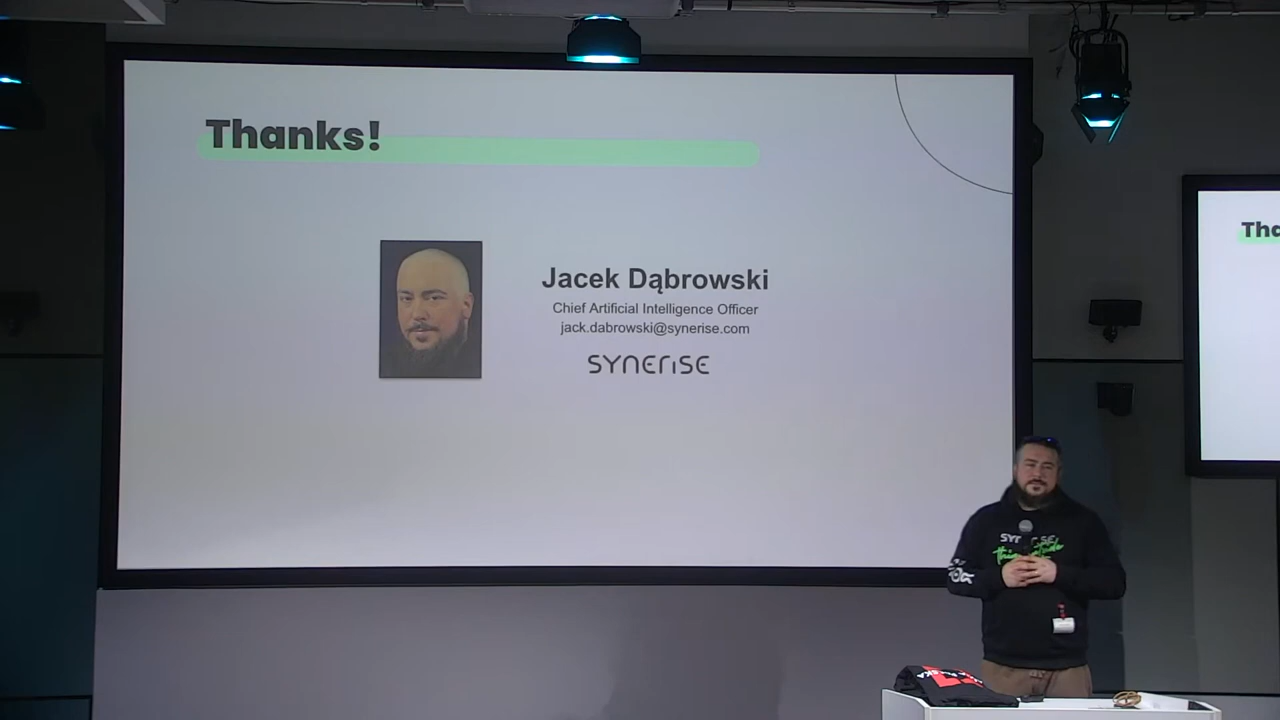 Thanks!
Jacek Dąbrowski
Chief Artificial Intelligence Officer
jack.dabrowski@synerise.com
SYNERISE
Tha